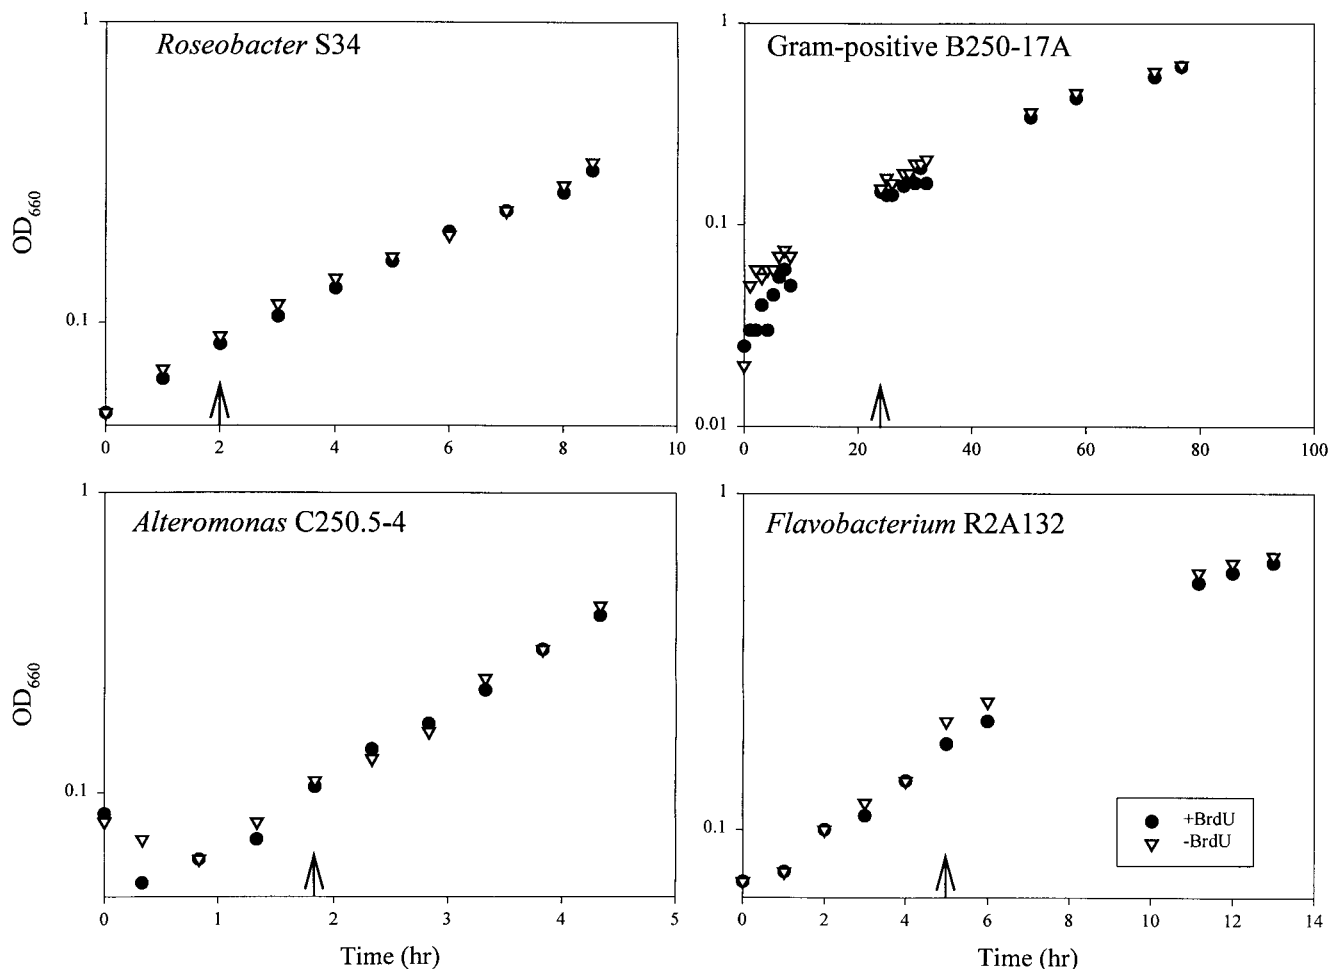 Roseobacter S34
1
0.1
OD660
0 2 4 6 8 10
Gram-positive B250-17A
1
0.1
0.01
0 20 40 60 80 100
Alteromonas C250.5-4
1
0.1
OD660
0 1 2 3 4 5
Time (hr)
Flavobacterium R2A132
1
0.1
+BrdU
-BrdU
0 2 4 6 8 10 12 14
Time (hr)